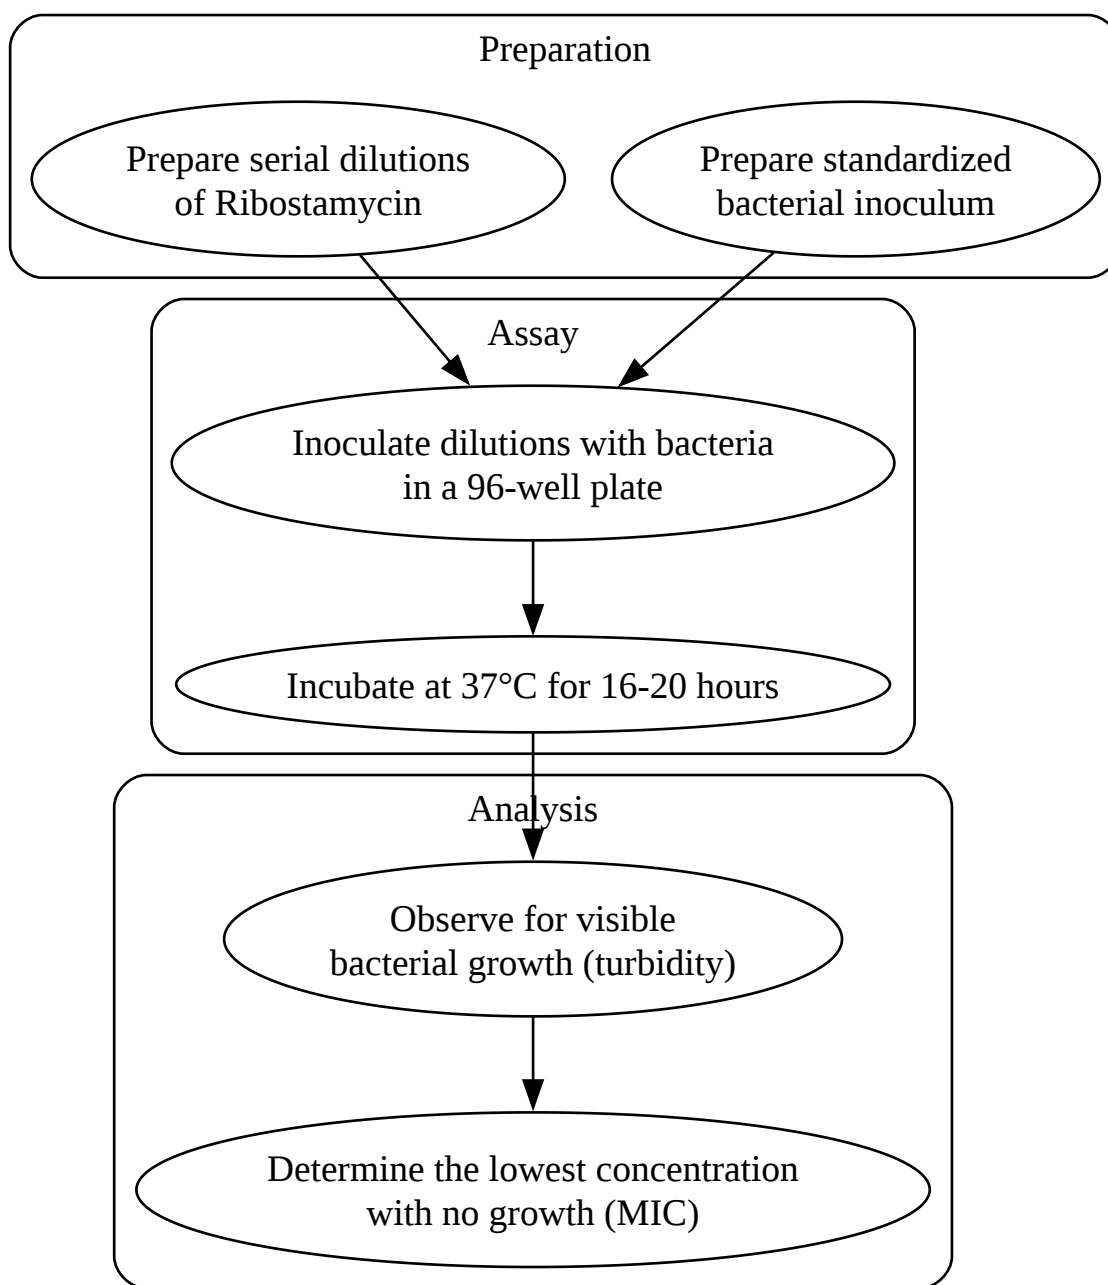 Preparation
Prepare serial dilutions
of Ribostamycin
Prepare standardized
bacterial inoculum
Assay
Inoculate dilutions with bacteria
in a 96-well plate
Incubate at 37°C for 16-20 hours
Analysis
Observe for visible
bacterial growth (turbidity)
Determine the lowest concentration
with no growth (MIC)